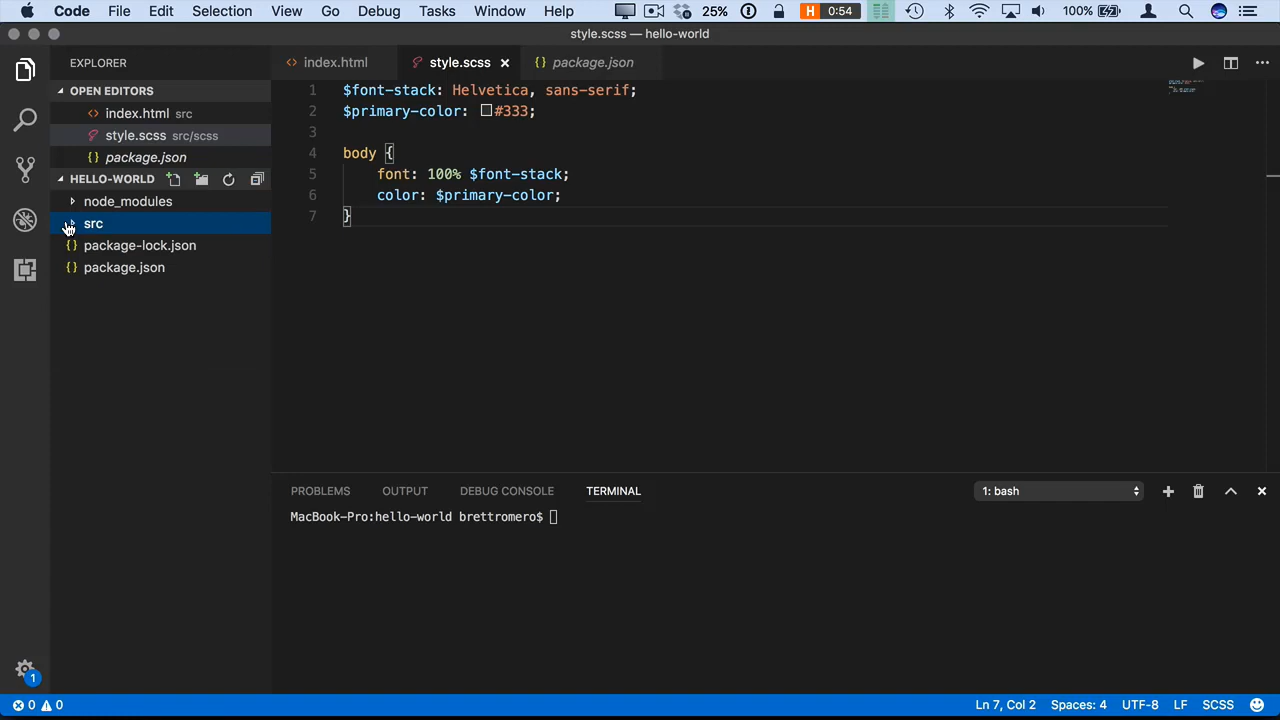 Code File Edit Selection View Go Debug Tasks Window Help 25% H 0:54 100%
style.scss — hello-world
EXPLORER
OPEN EDITORS
index.html src
style.scss src/scss
package.json
HELLO-WORLD
node_modules
src
package-lock.json
package.json
index.html style.scss package.json
1 $font-stack: Helvetica, sans-serif;
2 $primary-color: #333;
3
4 body {
5 font: 100% $font-stack;
6 color: $primary-color;
7 }
PROBLEMS OUTPUT DEBUG CONSOLE TERMINAL 1: bash
MacBook-Pro:hello-world brettromero$
1
0 0 Ln 7, Col 2 Spaces: 4 UTF-8 LF SCSS